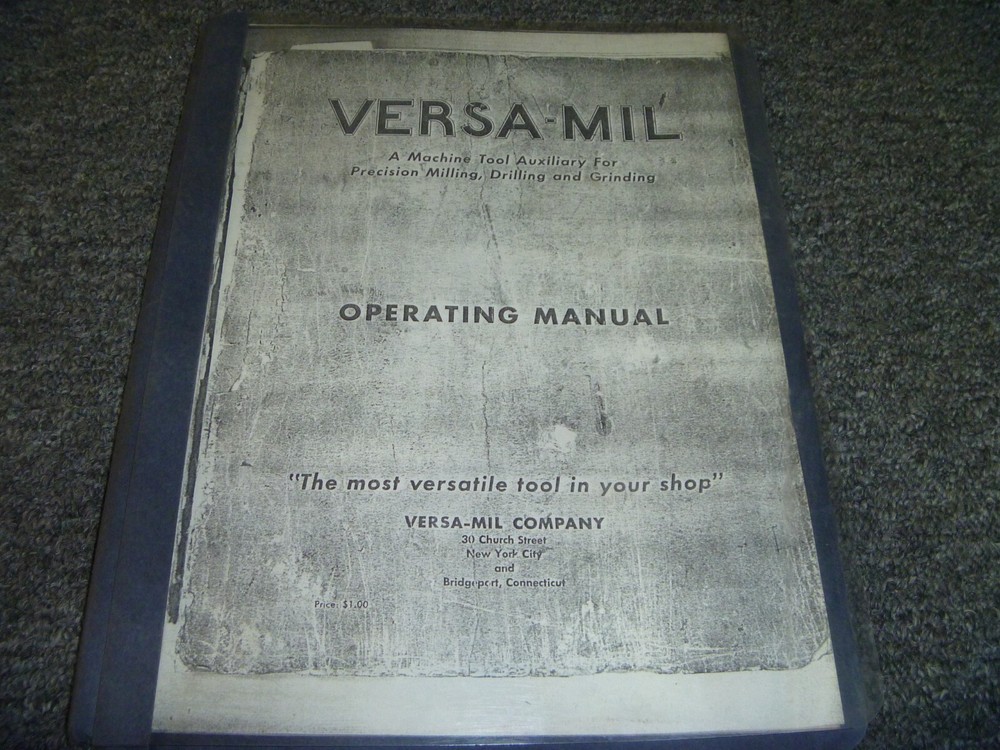 VERSA-MIL
A Machine Tool Auxiliary For
Precision Milling, Drilling and Grinding
OPERATING MANUAL
"The most versatile tool in your shop"
VERSA-MIL COMPANY
30 Church Street
New York City
and
Bridgeport, Connecticut
Price: $1.00